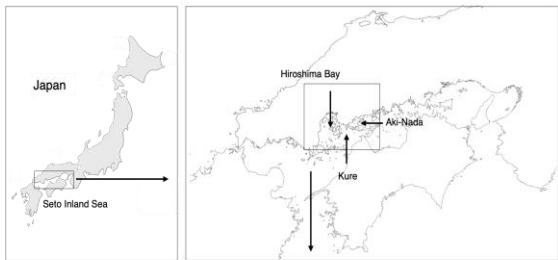 Japan
Seto Inland Sea
Hiroshima Bay
Aki-Nada
Kure